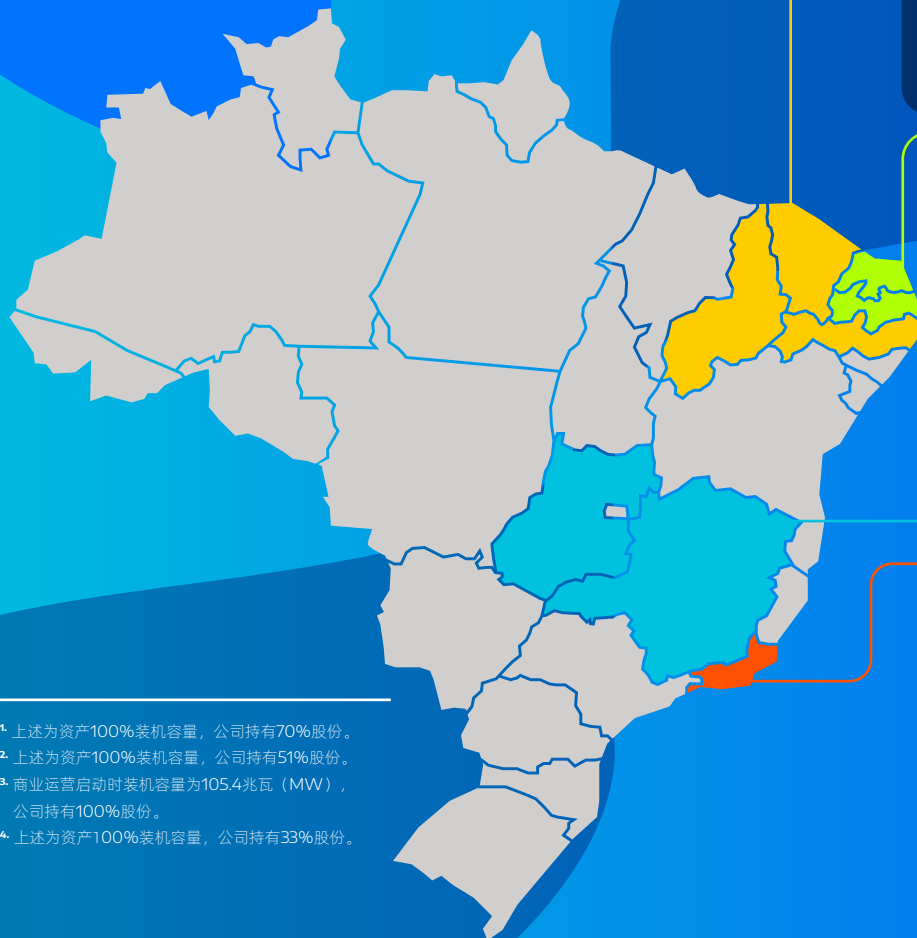 1. 上述为资产100%装机容量，公司持有70%股份。
2. 上述为资产100%装机容量，公司持有51%股份。
3. 商业运营启动时装机容量为105.4兆瓦（MW），
公司持有100%股份。
4. 上述为资产100%装机容量，公司持有33%股份。